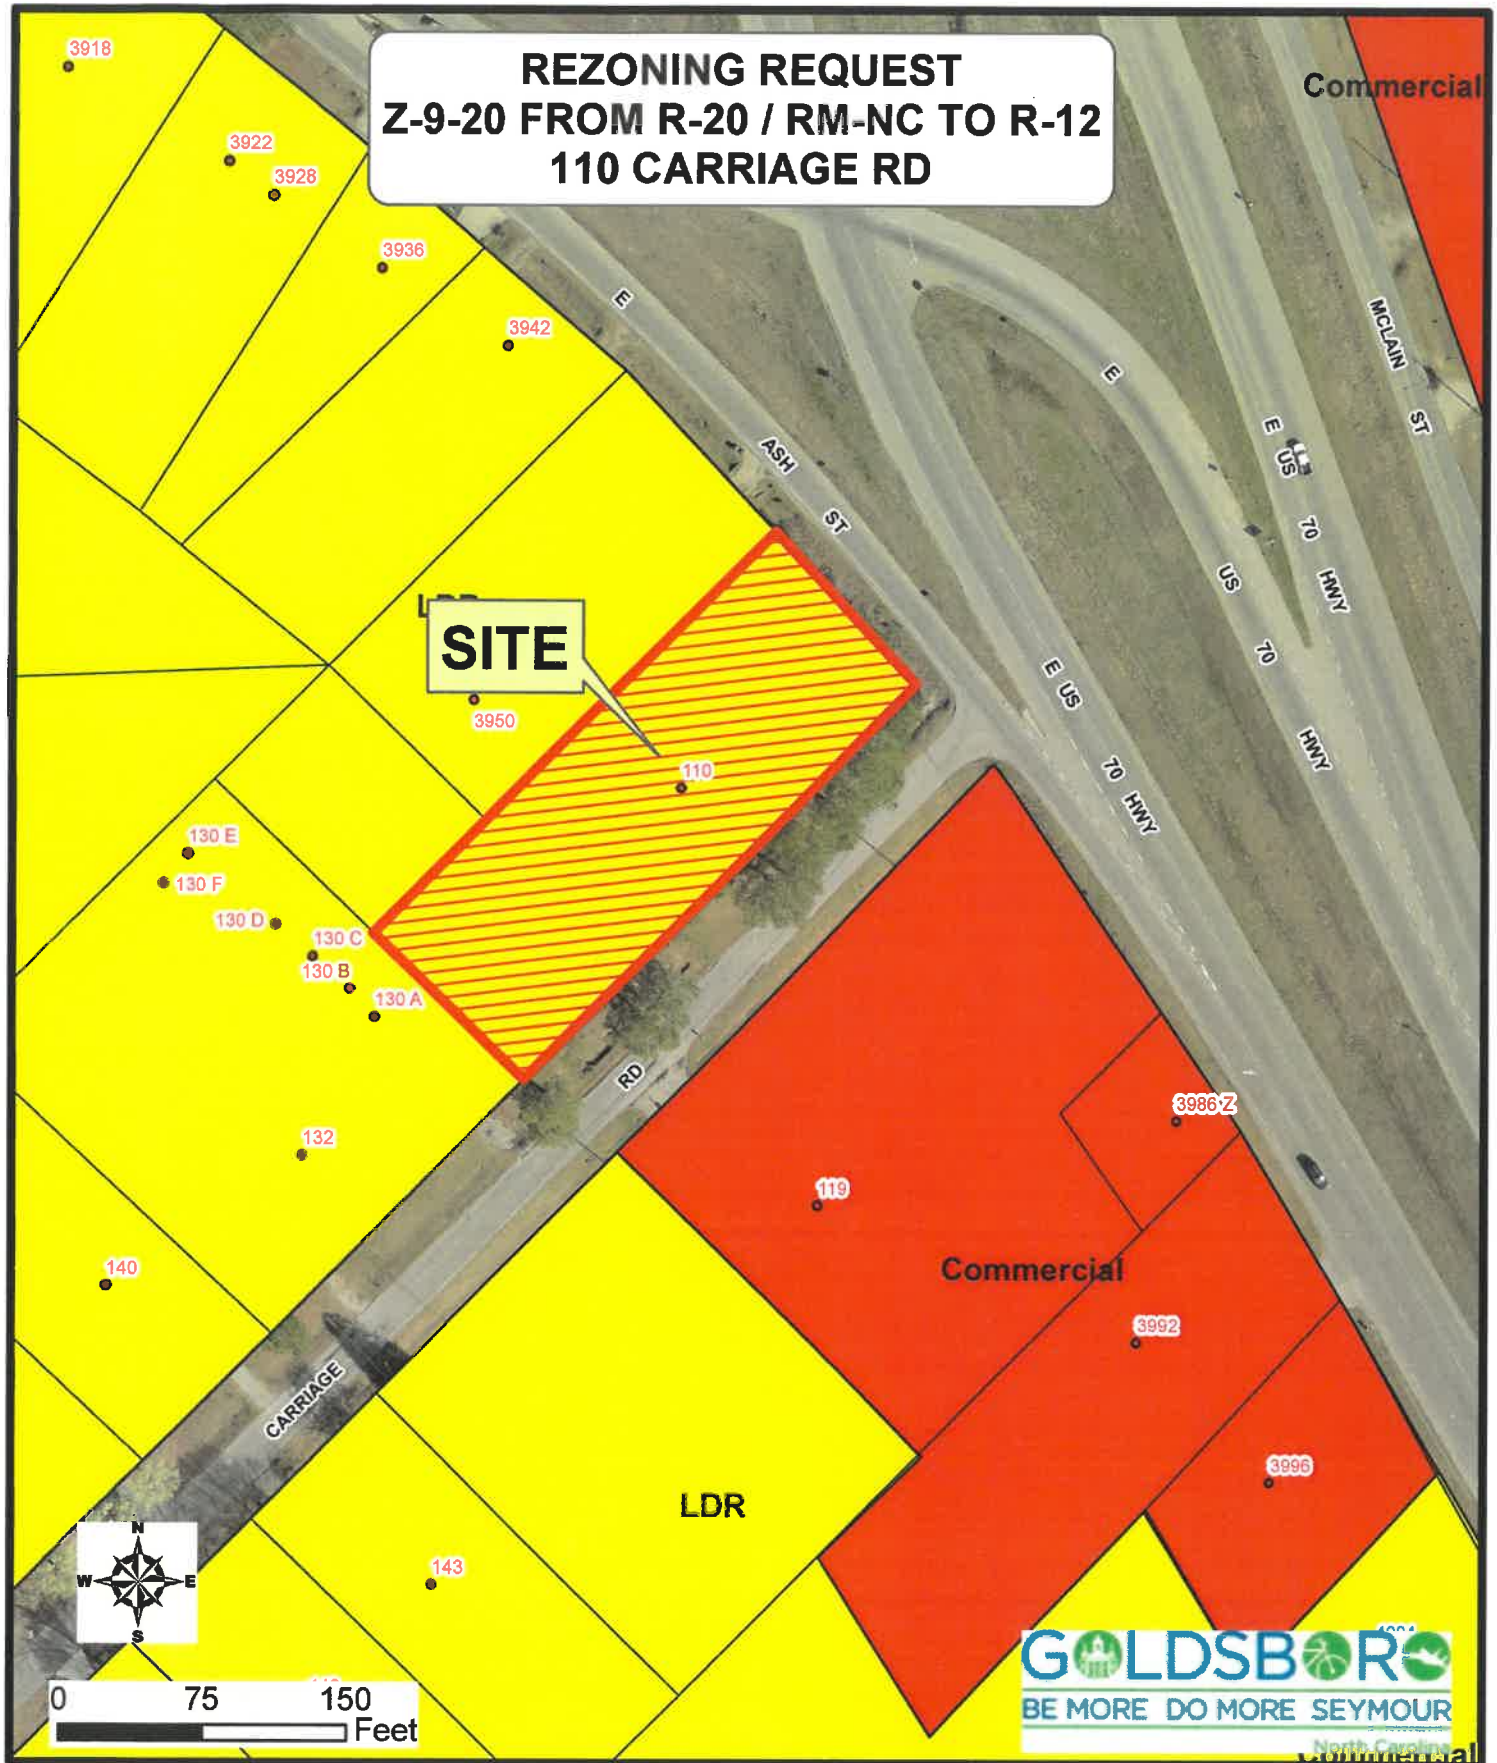 REZONING REQUEST
Z-9-20 FROM R-20 / RM-NC TO R-12
110 CARRIAGE RD
Commercial
3918
3922
3928
3936
3942
E
ASH
ST
E
US
70
HWY
E
US
70
HWY
MCLAIN
ST
E US
70
HWY
SITE
3950
110
130 E
130 F
130 D
130 C
130 B
130 A
132
140
RD
CARRIAGE
119
3986 Z
Commercial
3992
3996
LDR
143
N
W
E
S
0 75 150
Feet
GOLDSBORO
BE MORE DO MORE SEYMOUR
North Carolina
Commercial